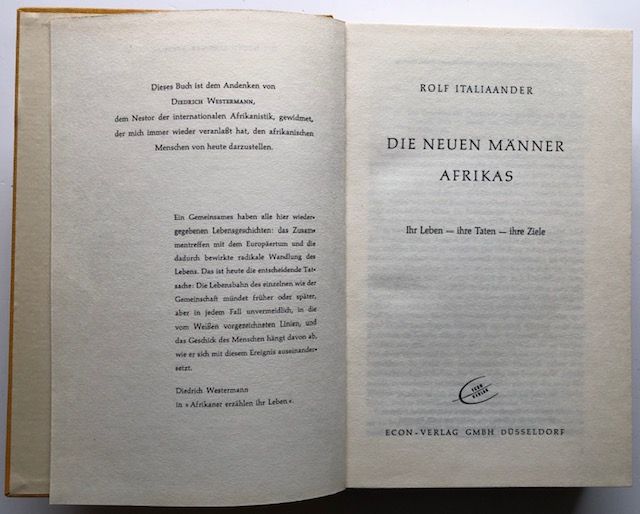 Dieses Buch ist dem Andenken von
DIEDRICH WESTERMANN,
dem Nestor der internationalen Afrikanistik, gewidmet,
der mich immer wieder veranlaßt hat, den afrikanischen
Menschen von heute darzustellen.
Ein Gemeinsames haben alle hier wieder-
gegebenen Lebensgeschichten: das Zusam-
mentreffen mit dem Europäertum und die
dadurch bewirkte radikale Wandlung des
Lebens. Das ist heute die entscheidende Tat-
sache: Die Lebensbahn des einzelnen wie der
Gemeinschaft mündet früher oder später,
aber in jedem Fall unvermeidlich, in die
vom Weißen vorgezeichneten Linien, und
das Geschick des Menschen hängt davon ab,
wie er sich mit diesem Ereignis auseinander-
setzt.
Diedrich Westermann
in »Afrikaner erzählen ihr Leben«.
ROLF ITALIAANDER
DIE NEUEN MÄNNER
AFRIKAS
Ihr Leben — ihre Taten — ihre Ziele
ECON
VERLAG
ECON-VERLAG GMBH DÜSSELDORF